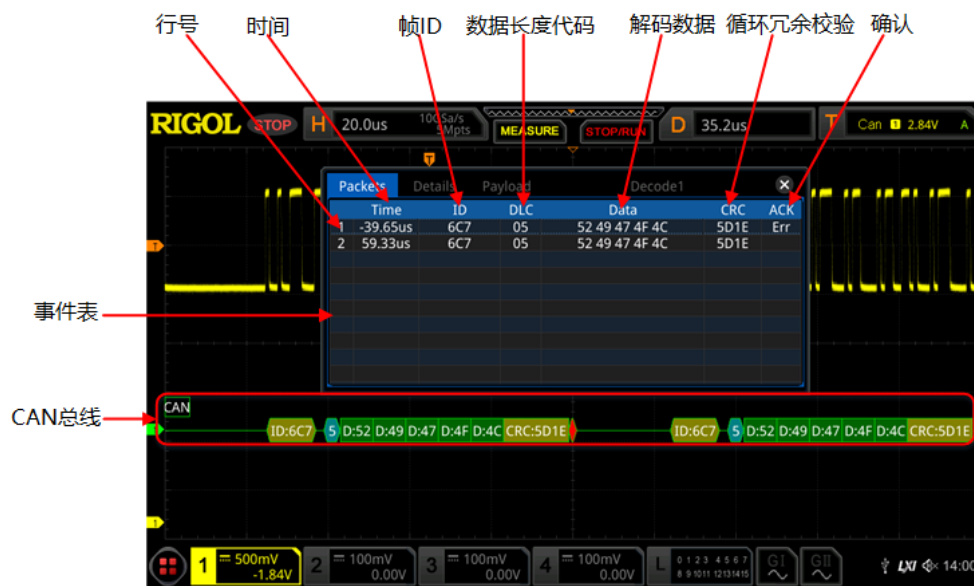 行号 时间 帧ID 数据长度代码 解码数据 循环冗余校验 确认
RIGOL STOP H 20.0us 10GSa/s 5Mpts MEASURE STOP/RUN D 35.2us T Can 1 2.84V A
T
Packets Details Payload Decode1
Time ID DLC Data CRC ACK
1 -39.65us 6C7 05 52 49 47 4F 4C 5D1E Err
2 59.33us 6C7 05 52 49 47 4F 4C 5D1E
T
事件表
CAN总线
CAN
ID:6C7 5 D:52 D:49 D:47 D:4F D:4C CRC:5D1E ID:6C7 5 D:52 D:49 D:47 D:4F D:4C CRC:5D1E
1
1 500mV -1.84V 2 100mV 0.00V 3 100mV 0.00V 4 100mV 0.00V L 0 1 2 3 4 5 6 7 8 9 10 11 12 13 14 15 GI GII LXI 14:00